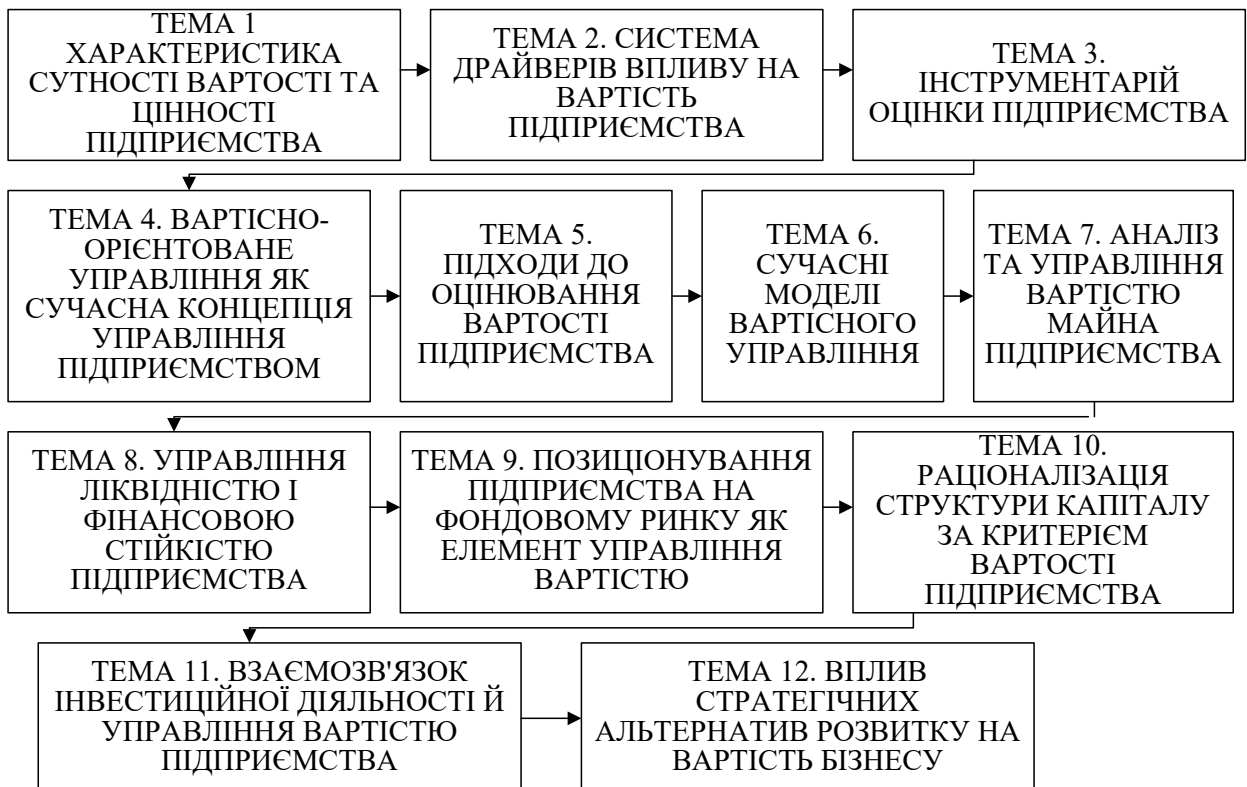 ТЕМА 1
ХАРАКТЕРИСТИКА
СУТНОСТІ ВАРТОСТІ ТА
ЦІННОСТІ
ПІДПРИЄМСТВА
ТЕМА 2. СИСТЕМА
ДРАЙВЕРІВ ВПЛИВУ НА
ВАРТІСТЬ
ПІДПРИЄМСТВА
ТЕМА 3.
ІНСТРУМЕНТАРІЙ
ОЦІНКИ ПІДПРИЄМСТВА
ТЕМА 4. ВАРТІСНО-
ОРІЄНТОВАНЕ
УПРАВЛІННЯ ЯК
СУЧАСНА КОНЦЕПЦІЯ
УПРАВЛІННЯ
ПІДПРИЄМСТВОМ
ТЕМА 5.
ПІДХОДИ ДО
ОЦІНЮВАННЯ
ВАРТОСТІ
ПІДПРИЄМСТВА
ТЕМА 6.
СУЧАСНІ
МОДЕЛІ
ВАРТІСНОГО
УПРАВЛІННЯ
ТЕМА 7. АНАЛІЗ
ТА УПРАВЛІННЯ
ВАРТІСТЮ
МАЙНА
ПІДПРИЄМСТВА
ТЕМА 8. УПРАВЛІННЯ
ЛІКВІДНІСТЮ І
ФІНАНСОВОЮ
СТІЙКІСТЮ
ПІДПРИЄМСТВА
ТЕМА 9. ПОЗИЦІОНУВАННЯ
ПІДПРИЄМСТВА НА
ФОНДОВОМУ РИНКУ ЯК
ЕЛЕМЕНТ УПРАВЛІННЯ
ВАРТІСТЮ
ТЕМА 10.
РАЦІОНАЛІЗАЦІЯ
СТРУКТУРИ КАПІТАЛУ
ЗА КРИТЕРІЄМ
ВАРТОСТІ
ПІДПРИЄМСТВА
ТЕМА 11. ВЗАЄМОЗВ'ЯЗОК
ІНВЕСТИЦІЙНОЇ ДІЯЛЬНОСТІ Й
УПРАВЛІННЯ ВАРТІСТЮ
ПІДПРИЄМСТВА
ТЕМА 12. ВПЛИВ
СТРАТЕГІЧНИХ
АЛЬТЕРНАТИВ РОЗВИТКУ НА
ВАРТІСТЬ БІЗНЕСУ